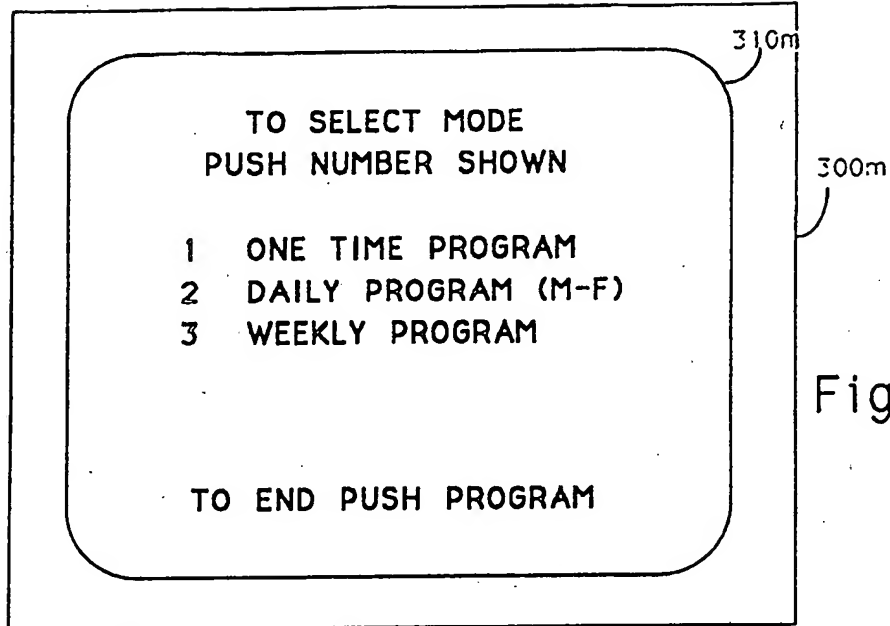 310m
TO SELECT MODE
PUSH NUMBER SHOWN
300m
1 ONE TIME PROGRAM
2 DAILY PROGRAM (M-F)
3 WEEKLY PROGRAM
Fig
TO END PUSH PROGRAM